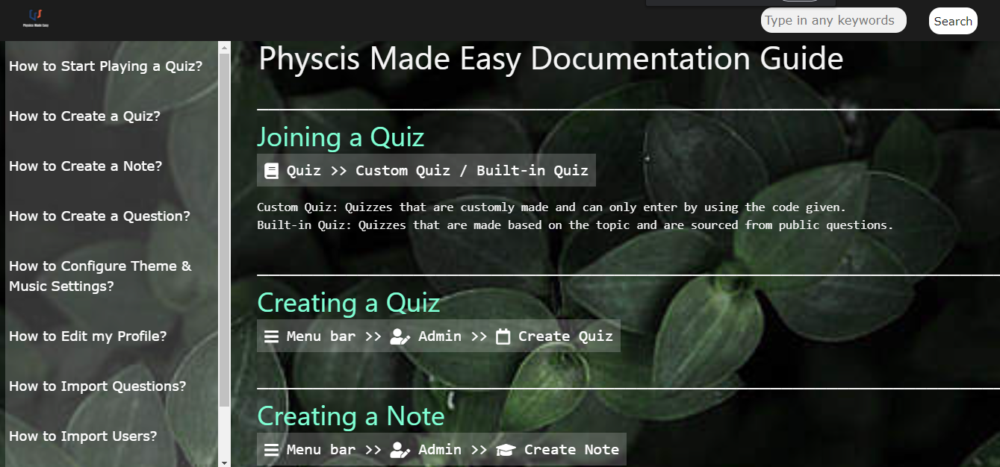 Physics Made Easy
Type in any keywords
Search
How to Start Playing a Quiz?
How to Create a Quiz?
How to Create a Note?
How to Create a Question?
How to Configure Theme &
Music Settings?
How to Edit my Profile?
How to Import Questions?
How to Import Users?
Physcis Made Easy Documentation Guide
Joining a Quiz
Quiz >> Custom Quiz / Built-in Quiz
Custom Quiz: Quizzes that are customly made and can only enter by using the code given.
Built-in Quiz: Quizzes that are made based on the topic and are sourced from public questions.
Creating a Quiz
Menu bar >> Admin >> Create Quiz
Creating a Note
Menu bar >> Admin >> Create Note